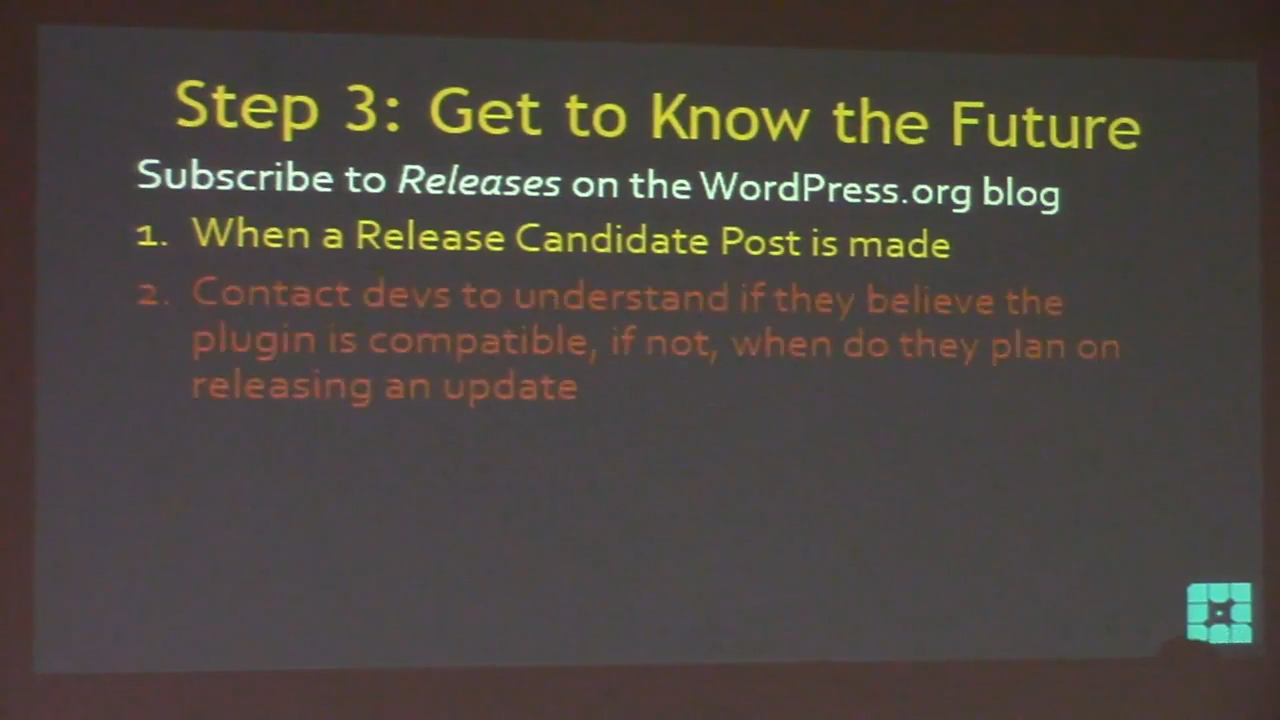 Step 3: Get to Know the Future
Subscribe to Releases on the WordPress.org blog
1. When a Release Candidate Post is made
2. Contact devs to understand if they believe the
plugin is compatible, if not, when do they plan on
releasing an update